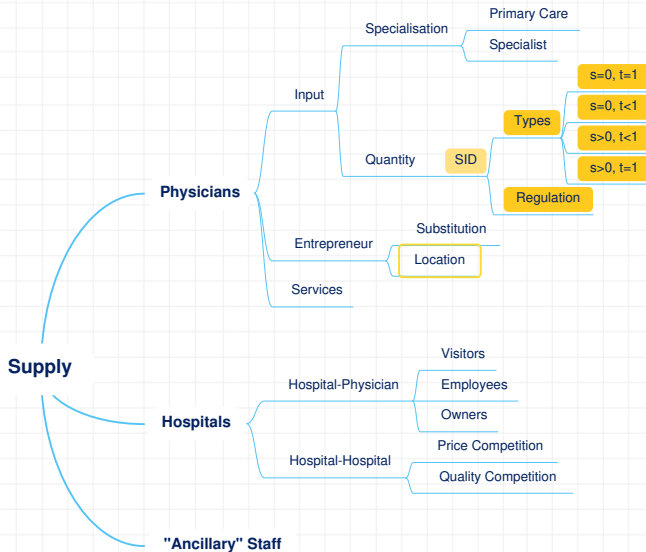 Supply
Physicians
Input
Specialisation
Primary Care
Specialist
Quantity
SID
Types
s=0, t=1
s=0, t<1
s>0, t<1
s>0, t=1
Regulation
Entrepreneur
Substitution
Location
Services
Hospitals
Hospital-Physician
Visitors
Employees
Owners
Hospital-Hospital
Price Competition
Quality Competition
"Ancillary" Staff